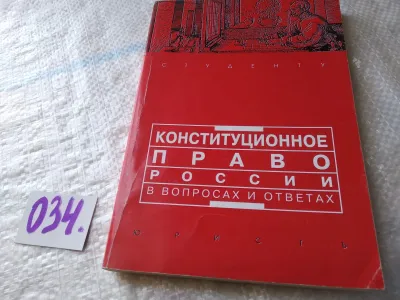 СТУДЕНТУ
КОНСТИТУЦИОННОЕ
ПРАВО
РОССИИ
В ВОПРОСАХ И ОТВЕТАХ
034.